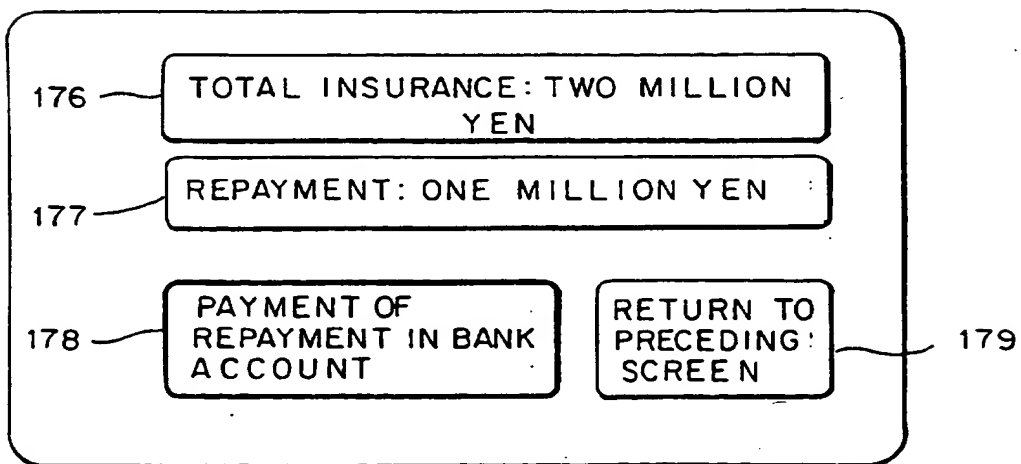 176
TOTAL INSURANCE: TWO MILLION
YEN
177
REPAYMENT: ONE MILLION YEN
178
PAYMENT OF
REPAYMENT IN BANK
ACCOUNT
RETURN TO
PRECEDING
SCREEN
179